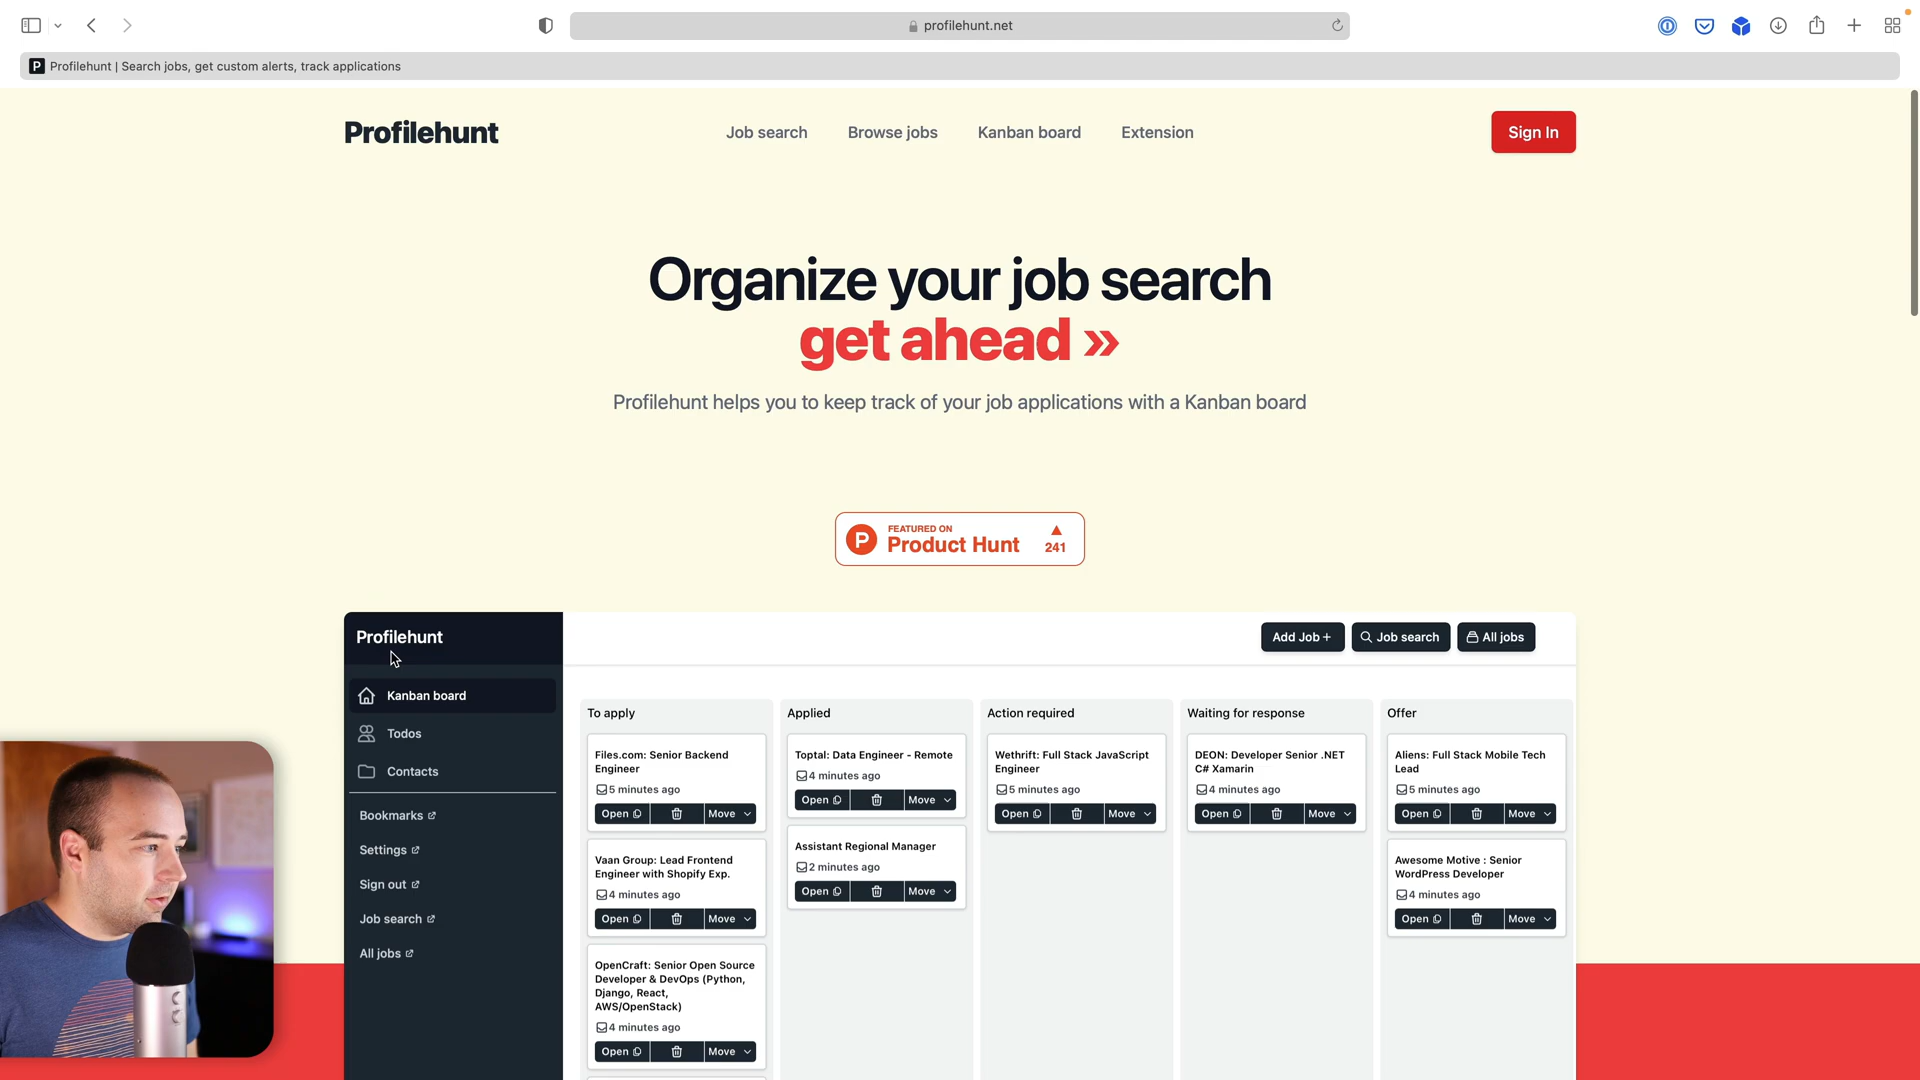 profilehunt.net
Profilehunt | Search jobs, get custom alerts, track applications
Profilehunt
Job search
Browse jobs
Kanban board
Extension
Sign In
Organize your job search
get ahead »
Profilehunt helps you to keep track of your job applications with a Kanban board
FEATURED ON
Product Hunt
241
Profilehunt
Add Job +
Job search
All jobs
Kanban board
Todos
Contacts
Bookmarks
Settings
Sign out
Job search
All jobs
To apply
Files.com: Senior Backend
Engineer
5 minutes ago
Open
Move
Vaan Group: Lead Frontend
Engineer with Shopify Exp.
4 minutes ago
Open
Move
OpenCraft: Senior Open Source
Developer & DevOps (Python,
Django, React,
AWS/OpenStack)
4 minutes ago
Open
Move
Applied
Toptal: Data Engineer - Remote
4 minutes ago
Open
Move
Assistant Regional Manager
2 minutes ago
Open
Move
Action required
Wethrift: Full Stack JavaScript
Engineer
5 minutes ago
Open
Move
Waiting for response
DEON: Developer Senior .NET
C# Xamarin
4 minutes ago
Open
Move
Offer
Aliens: Full Stack Mobile Tech
Lead
5 minutes ago
Open
Move
Awesome Motive : Senior
WordPress Developer
4 minutes ago
Open
Move